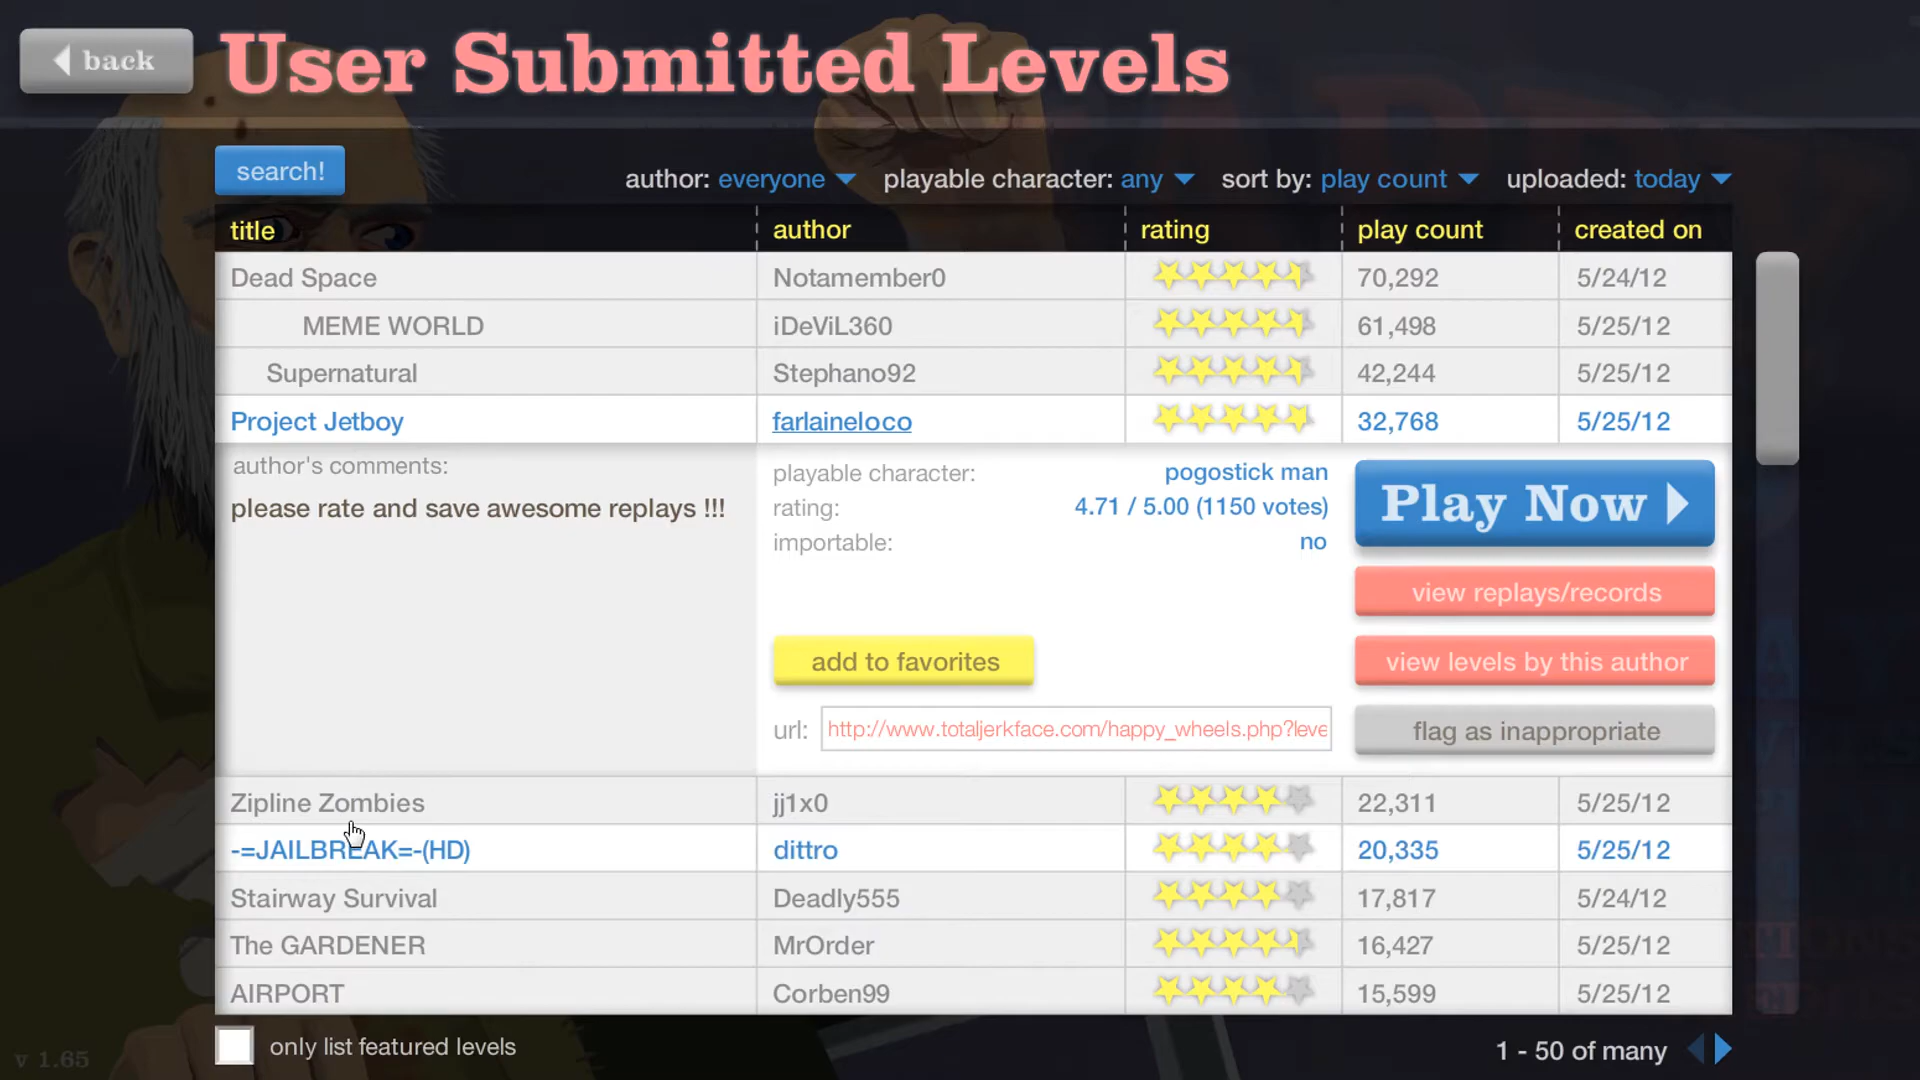 back
User Submitted Levels
search!
author: everyone playable character: any sort by: play count uploaded: today
title author rating play count created on
Dead Space Notamember0 70,292 5/24/12
MEME WORLD iDeViL360 61,498 5/25/12
Supernatural Stephano92 42,244 5/25/12
Project Jetboy farlaineloco 32,768 5/25/12
author's comments:
please rate and save awesome replays !!!
playable character: pogostick man
rating: 4.71 / 5.00 (1150 votes)
importable: no
Play Now
view replays/records
add to favorites
view levels by this author
url: http://www.totaljerkface.com/happy_wheels.php?leve
flag as inappropriate
Zipline Zombies jj1x0 22,311 5/25/12
-=JAILBREAK=-(HD) dittro 20,335 5/25/12
Stairway Survival Deadly555 17,817 5/24/12
The GARDENER MrOrder 16,427 5/25/12
AIRPORT Corben99 15,599 5/25/12
only list featured levels
1 - 50 of many
v 1.65